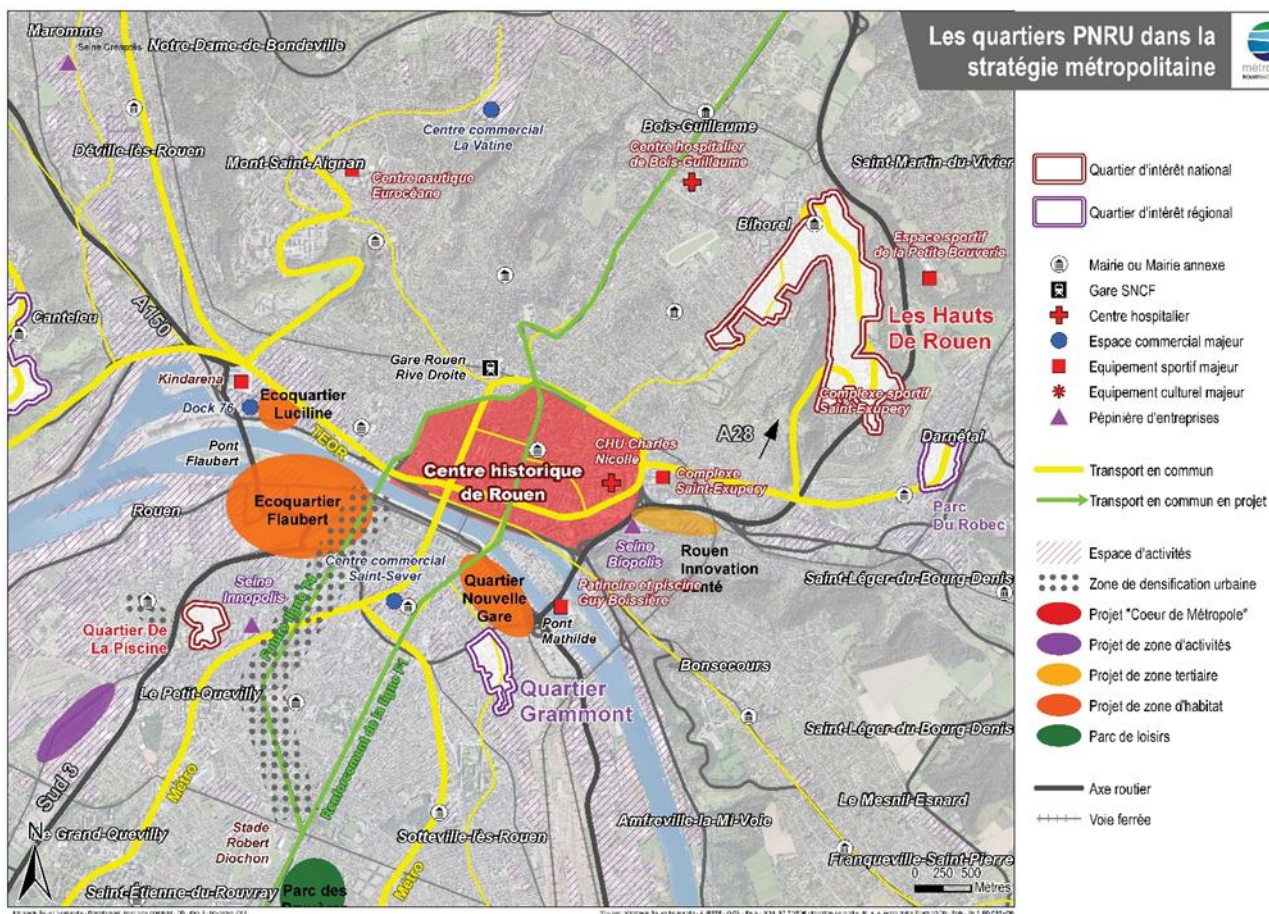 Les quartiers PNRU dans la
stratégie métropolitaine
Maromme
Notre-Dame-de-Bondeville
Déville-lès-Rouen
Mont-Saint-Aignan
Centre nautique
Eurocéane
Centre commercial
La Vatine
Bois-Guillaume
Centre hospitalier
de Bois-Guillaume
Saint-Martin-du-Vivier
Bihorel
Espace sportif
de la Petite Bouverie
Les Hauts
De Rouen
Canteleu
A150
Gare Rouen
Rive Droite
Kindarena
Dock 76
Ecoquartier
Luciline
TEOR
Pont
Flaubert
Complexe sportif
Saint-Exupery
A28
Darnétal
CHU Charles
Nicolle
Centre historique
de Rouen
Complexe
Saint-Exupery
Parc
Du Robec
Ecoquartier
Flaubert
Rouen
Seine
Biopolis
Rouen
Innovation
Santé
Centre commercial
Saint-Sever
Seine
Innopolis
Quartier
Nouvelle
Gare
Patinoire et piscine
Guy Boissière
Saint-Léger-du-Bourg-Denis
Pont
Mathilde
Quartier De
La Piscine
Le Petit-Quevilly
Bonsecours
Quartier
Grammont
Saint-Léger-du-Bourg-Denis
Renforcement de la ligne F1
Sud 3
Métro
Le Mesnil-Esnard
Grand-Quevilly
Stade
Robert
Diochon
Sotteville-lès-Rouen
Amfreville-la-Mi-Voie
Franqueville-Saint-Pierre
Métro
Saint-Étienne-du-Rouvray
Parc des
N
0 250 500
Mètres
Quartier d'intérêt national
Quartier d'intérêt régional
Mairie ou Mairie annexe
Gare SNCF
Centre hospitalier
Espace commercial majeur
Equipement sportif majeur
Equipement culturel majeur
Pépinière d'entreprises
Transport en commun
Transport en commun en projet
Espace d'activités
Zone de densification urbaine
Projet "Coeur de Métropole"
Projet de zone d'activités
Projet de zone tertiaire
Projet de zone d'habitat
Parc de loisirs
Axe routier
Voie ferrée